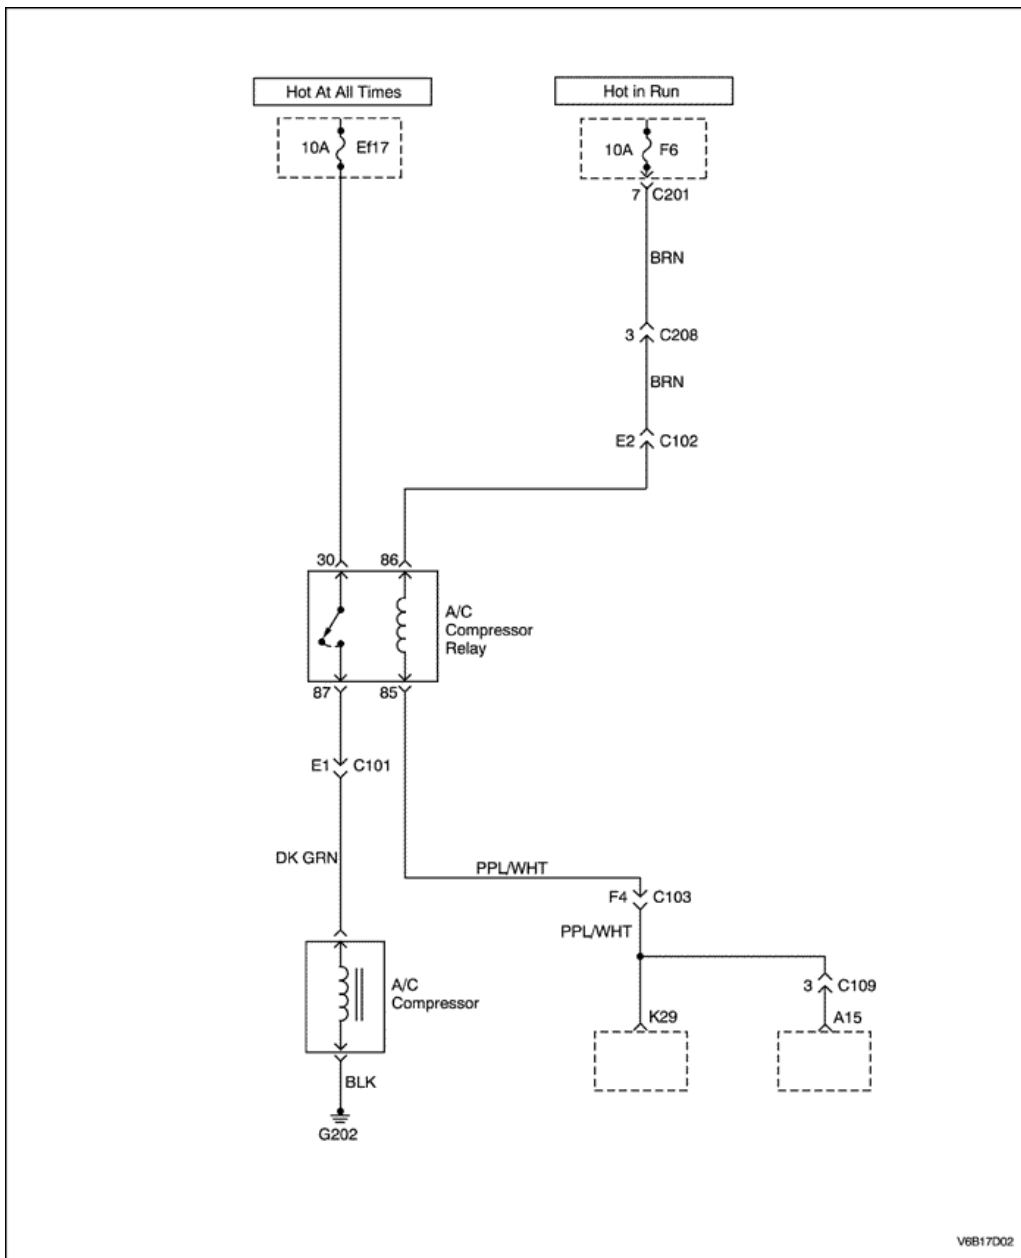 Hot At All Times
Hot in Run
10A Ef17
10A F6
7 C201
BRN
3 C208
BRN
E2 C102
30 86
A/C
Compressor
Relay
87 85
E1 C101
DK GRN
PPL/WHT
F4 C103
PPL/WHT
3 C109
A/C
Compressor
K29 A15
BLK
G202
V6B17D02